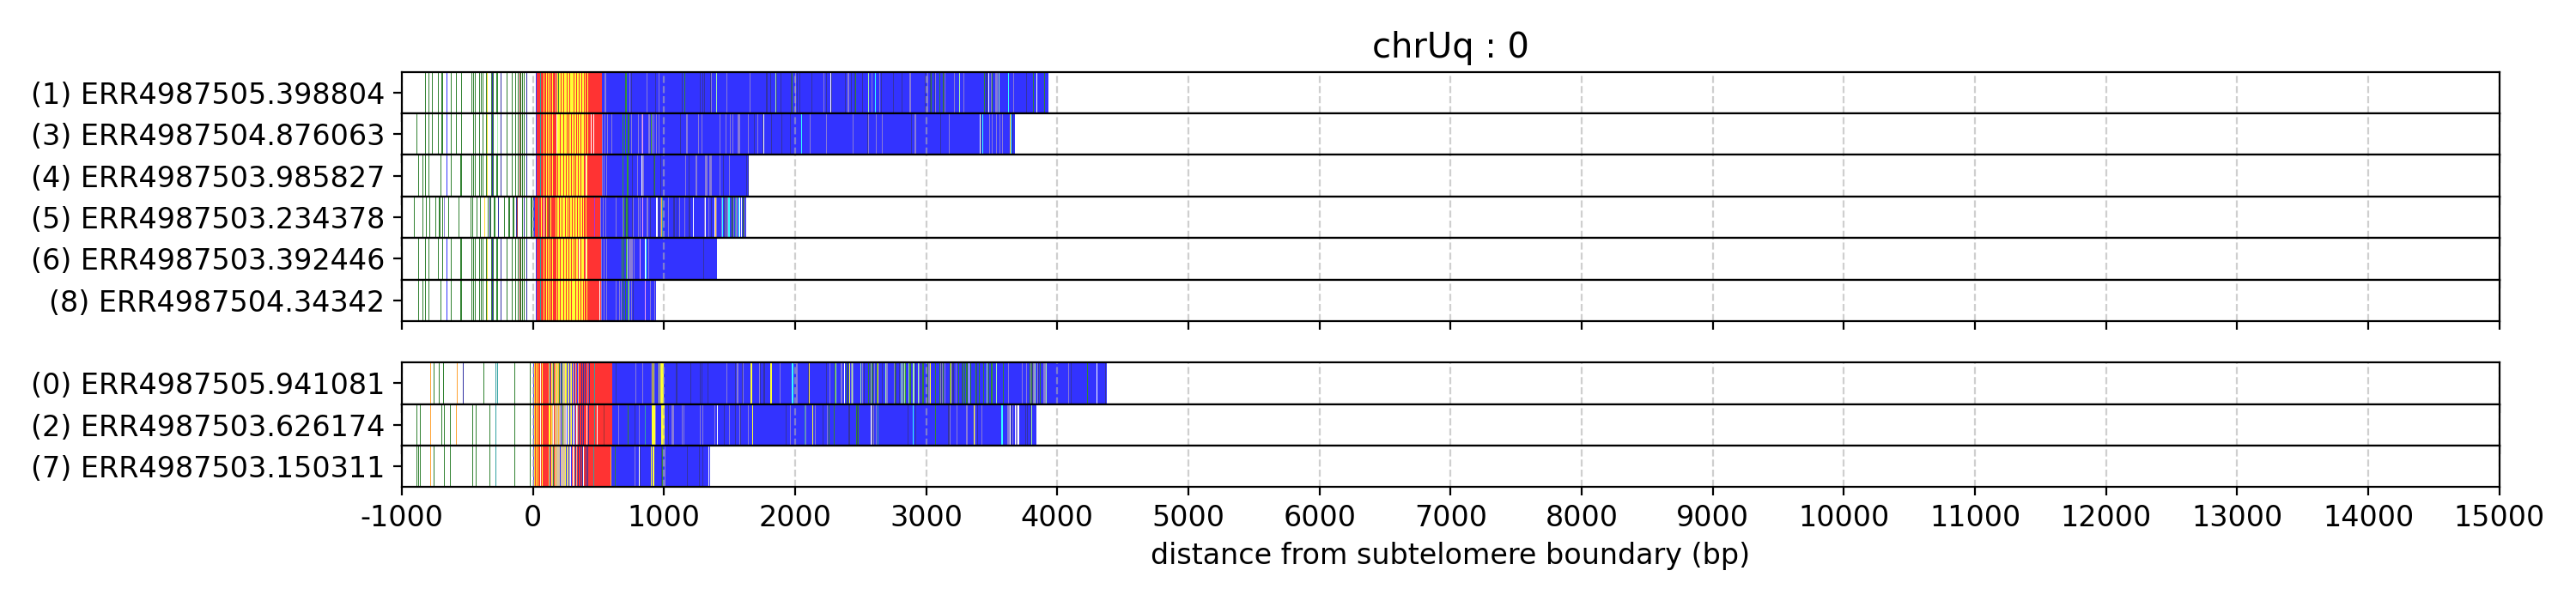 chrUq : 0
(1) ERR4987505.398804
(3) ERR4987504.876063
(4) ERR4987503.985827
(5) ERR4987503.234378
(6) ERR4987503.392446
(8) ERR4987504.34342
(0) ERR4987505.941081
(2) ERR4987503.626174
(7) ERR4987503.150311
-1000 0 1000 2000 3000 4000 5000 6000 7000 8000 9000 10000 11000 12000 13000 14000 15000
distance from subtelomere boundary (bp)